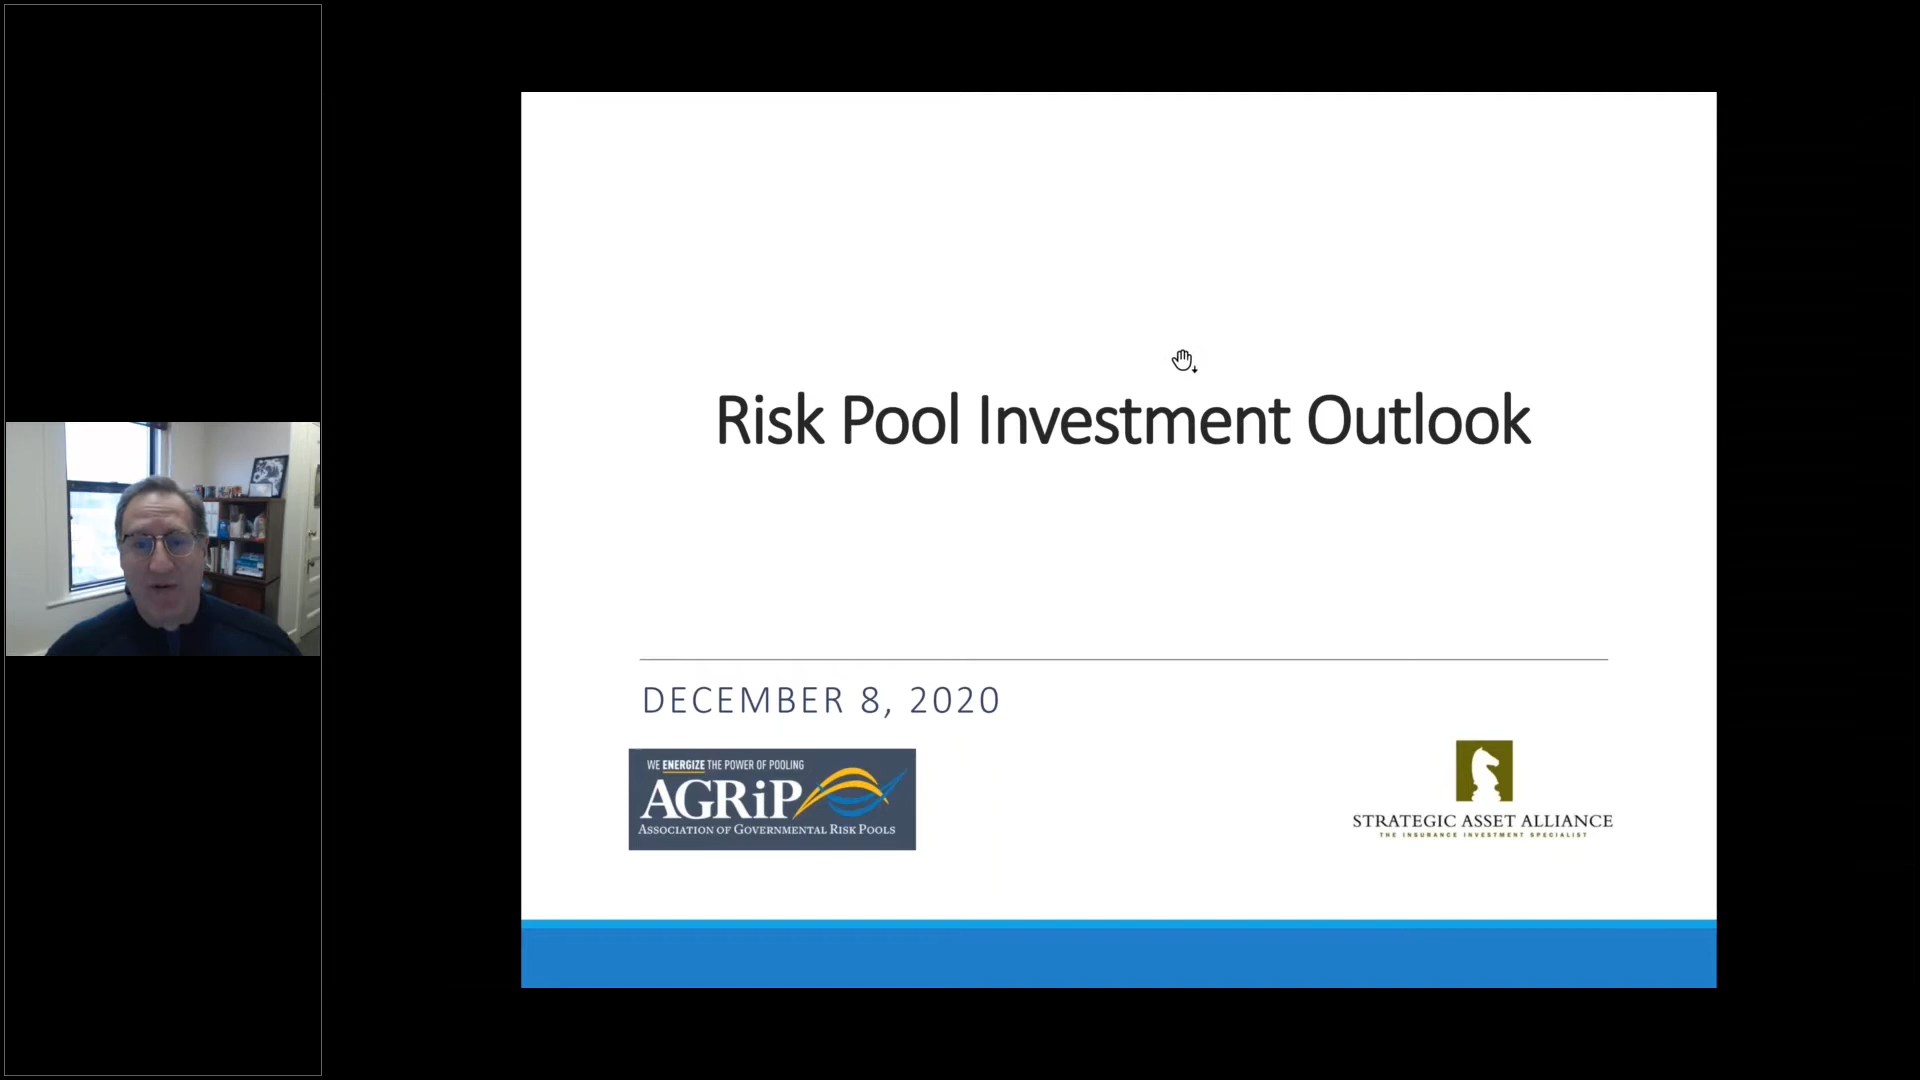 Risk Pool Investment Outlook
DECEMBER 8, 2020
WE ENERGIZE THE POWER OF POOLING
AGRiP
ASSOCIATION OF GOVERNMENTAL RISK POOLS
STRATEGIC ASSET ALLIANCE
THE INSURANCE INVESTMENT SPECIALIST